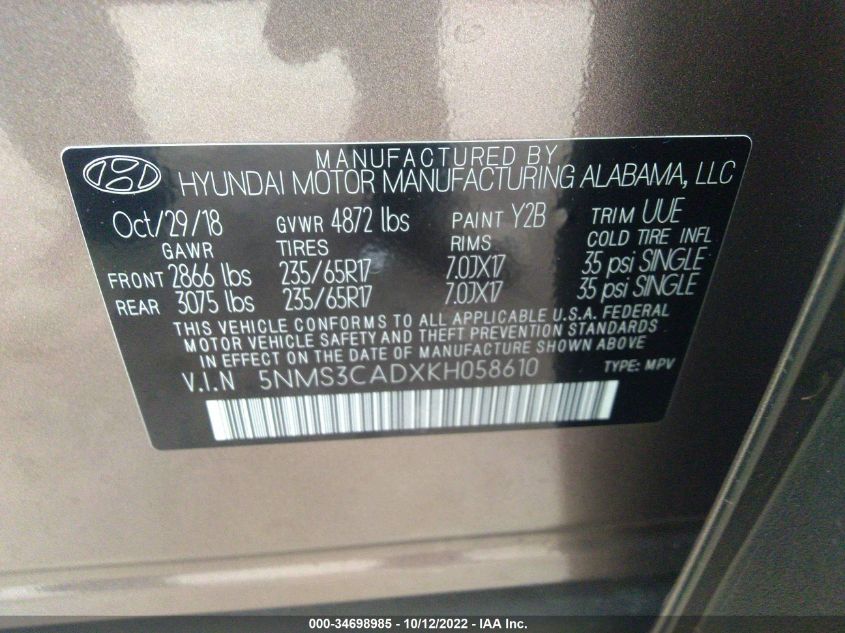 MANUFACTURED BY
HYUNDAI MOTOR MANUFACTURING ALABAMA, LLC
Oct/29/18 GVWR 4872 lbs PAINT Y2B TRIM UUE
GAWR TIRES RIMS COLD TIRE INFL
FRONT 2866 lbs 235/65R17 7.0JX17 35 psi SINGLE
REAR 3075 lbs 235/65R17 7.0JX17 35 psi SINGLE
THIS VEHICLE CONFORMS TO ALL APPLICABLE U.S.A. FEDERAL
MOTOR VEHICLE SAFETY AND THEFT PREVENTION STANDARDS
IN EFFECT ON THE DATE OF MANUFACTURE SHOWN ABOVE
V.I.N 5NMS3CADXKH058610 TYPE: MPV
000-34698985 - 10/12/2022 - IAA Inc.